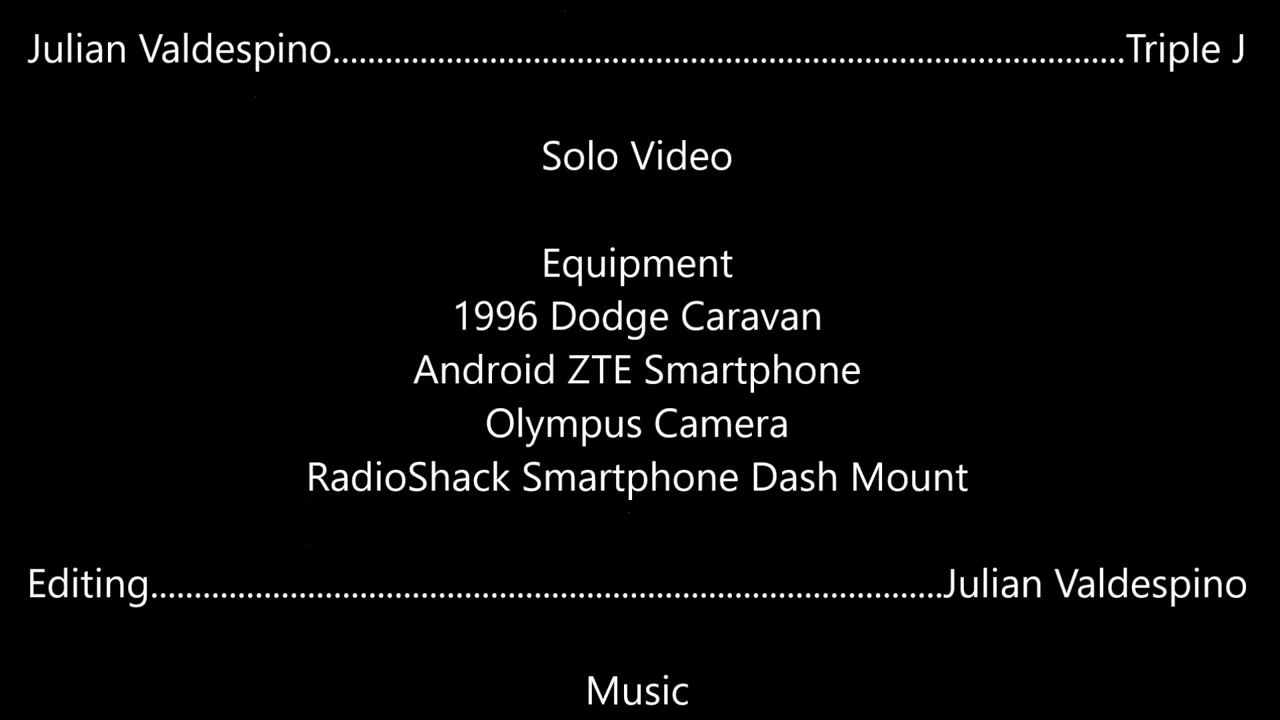 Julian Valdespino..............................................................................................Triple J
Solo Video
Equipment
1996 Dodge Caravan
Android ZTE Smartphone
Olympus Camera
RadioShack Smartphone Dash Mount
Editing..............................................................................................Julian Valdespino
Music